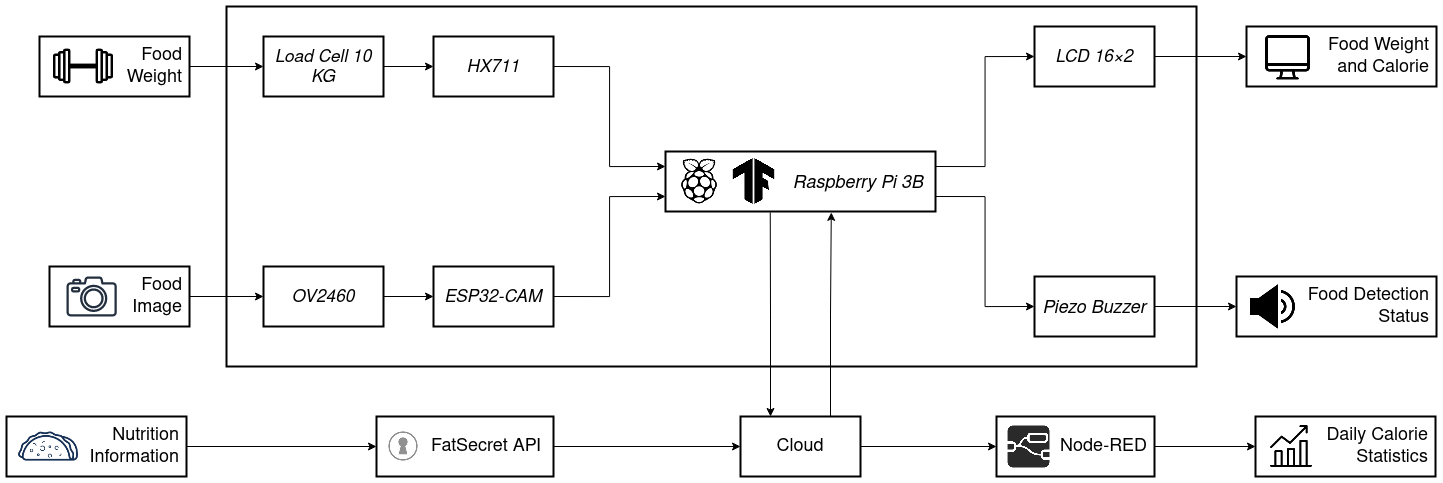 Food
Weight
Load Cell 10
KG
HX711
LCD 16×2
Food Weight
and Calorie
Raspberry Pi 3B
Food
Image
OV2460
ESP32-CAM
Piezo Buzzer
Food Detection
Status
Nutrition
Information
FatSecret API
Cloud
Node-RED
Daily Calorie
Statistics